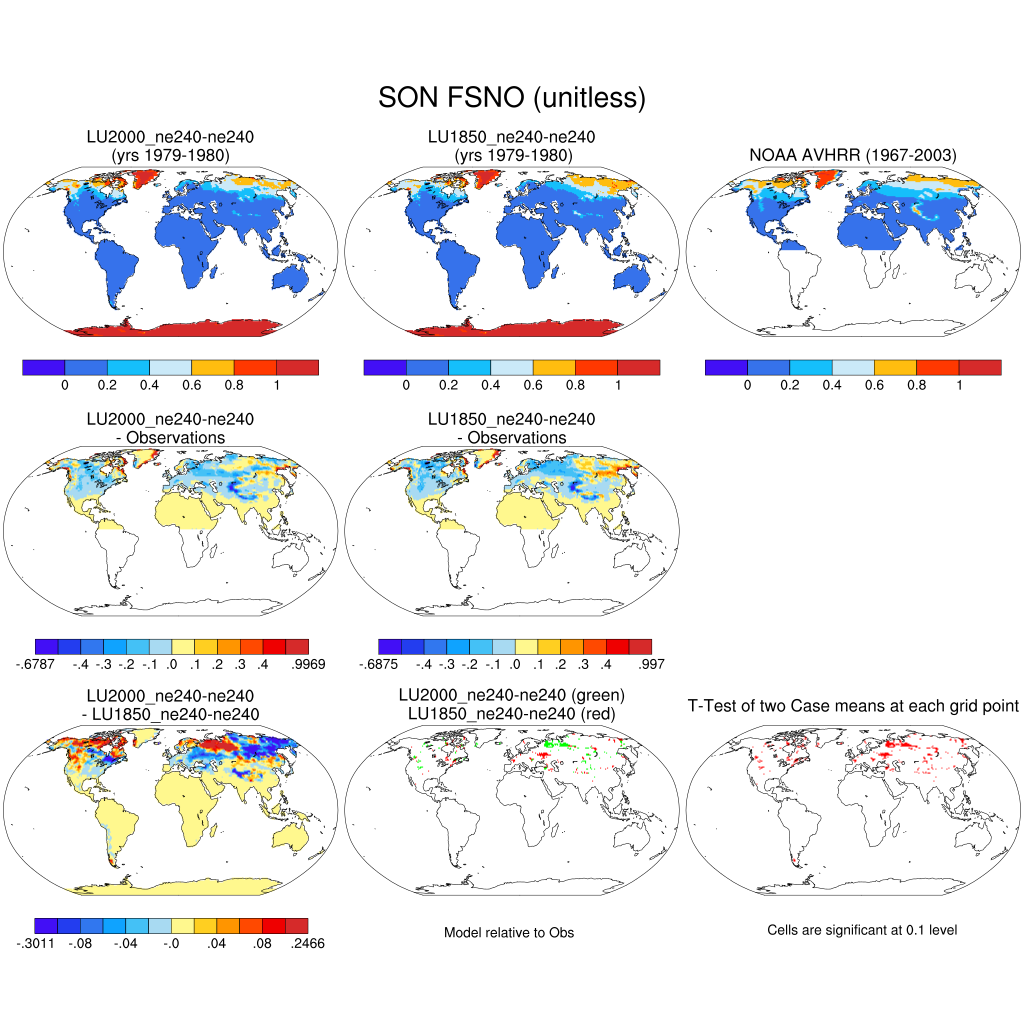 SON FSNO (unitless)
LU2000_ne240-ne240
(yrs 1979-1980)
LU1850_ne240-ne240
(yrs 1979-1980)
NOAA AVHRR (1967-2003)
0 0.2 0.4 0.6 0.8 1
0 0.2 0.4 0.6 0.8 1
0 0.2 0.4 0.6 0.8 1
LU2000_ne240-ne240
- Observations
LU1850_ne240-ne240
- Observations
-.6787 -.4 -.3 -.2 -.1 .0 .1 .2 .3 .4 .9969
-.6875 -.4 -.3 -.2 -.1 .0 .1 .2 .3 .4 .997
LU2000_ne240-ne240
- LU1850_ne240-ne240
LU2000_ne240-ne240 (green)
LU1850_ne240-ne240 (red)
T-Test of two Case means at each grid point
-.3011 -.08 -.04 -.0 .04 .08 .2466
Model relative to Obs
Cells are significant at 0.1 level